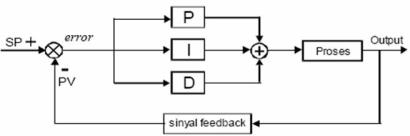 SP +
error
-
PV
P
I
D
+
Proses
Output
sinyal feedback